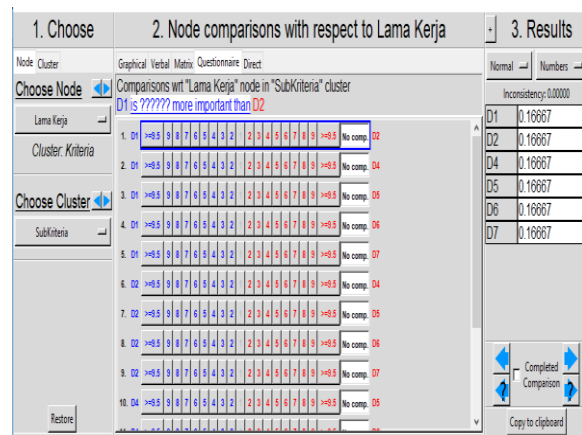 1. Choose
2. Node comparisons with respect to Lama Kerja
+ 3. Results
Node Cluster
Graphical Verbal Matrix Questionnaire Direct
Normal Numbers
Choose Node
Lama Kerja
Cluster: Kriteria
Choose Cluster
SubKriteria
Restore
Comparisons wrt "Lama Kerja" node in "SubKriteria" cluster
D1 is ?????? more important than D2
1. D1 >=9.5 9 8 7 6 5 4 3 2 2 3 4 5 6 7 8 9 >=9.5 No comp. D2
2. D1 >=9.5 9 8 7 6 5 4 3 2 2 3 4 5 6 7 8 9 >=9.5 No comp. D4
3. D1 >=9.5 9 8 7 6 5 4 3 2 2 3 4 5 6 7 8 9 >=9.5 No comp. D5
4. D1 >=9.5 9 8 7 6 5 4 3 2 2 3 4 5 6 7 8 9 >=9.5 No comp. D6
5. D1 >=9.5 9 8 7 6 5 4 3 2 2 3 4 5 6 7 8 9 >=9.5 No comp. D7
6. D2 >=9.5 9 8 7 6 5 4 3 2 2 3 4 5 6 7 8 9 >=9.5 No comp. D4
7. D2 >=9.5 9 8 7 6 5 4 3 2 2 3 4 5 6 7 8 9 >=9.5 No comp. D5
8. D2 >=9.5 9 8 7 6 5 4 3 2 2 3 4 5 6 7 8 9 >=9.5 No comp. D6
9. D2 >=9.5 9 8 7 6 5 4 3 2 2 3 4 5 6 7 8 9 >=9.5 No comp. D7
10. D4 >=9.5 9 8 7 6 5 4 3 2 2 3 4 5 6 7 8 9 >=9.5 No comp. D5
Inconsistency: 0.00000
D1 0.16667
D2 0.16667
D4 0.16667
D5 0.16667
D6 0.16667
D7 0.16667
Completed
Comparison
? ?
Copy to clipboard